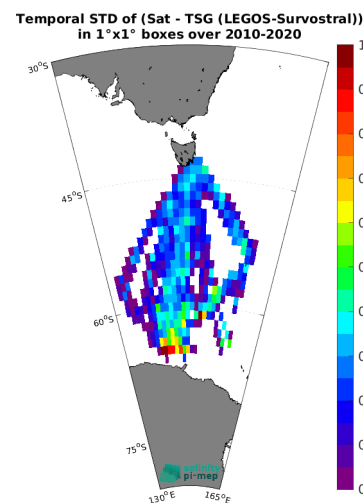 Temporal STD of (Sat - TSG (LEGOS-Survostral))
in 1°x1° boxes over 2010-2020
30°S
45°S
60°S
75°S
130°E
165°E
pi-mep